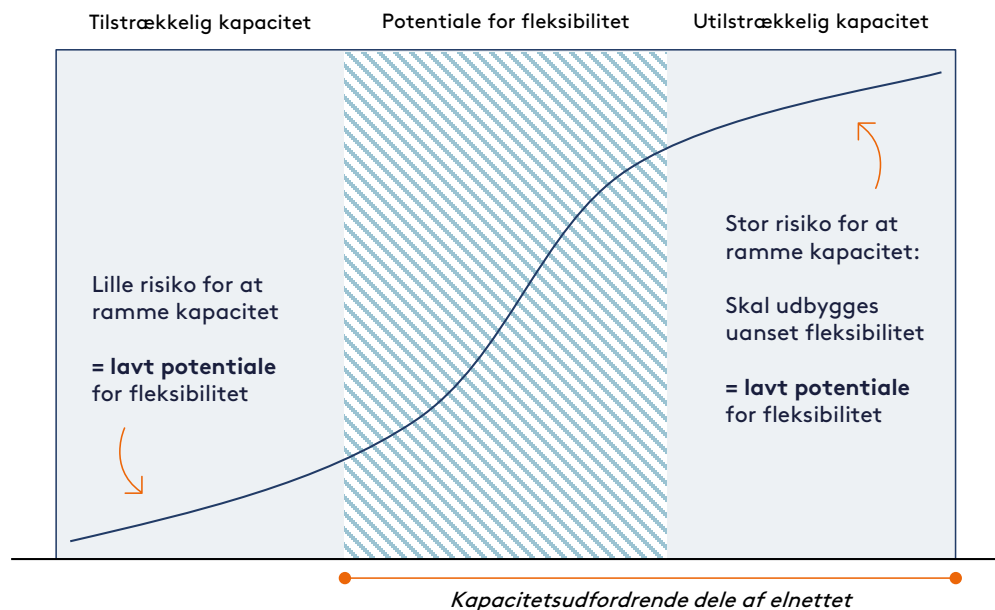 Tilstrækkelig kapacitet
Potentiale for fleksibilitet
Utilstrækkelig kapacitet
Lille risiko for at
ramme kapacitet
= lavt potentiale
for fleksibilitet
Stor risiko for at
ramme kapacitet:
Skal udbygges
uanset fleksibilitet
= lavt potentiale
for fleksibilitet
Kapacitetsudfordrende dele af elnettet